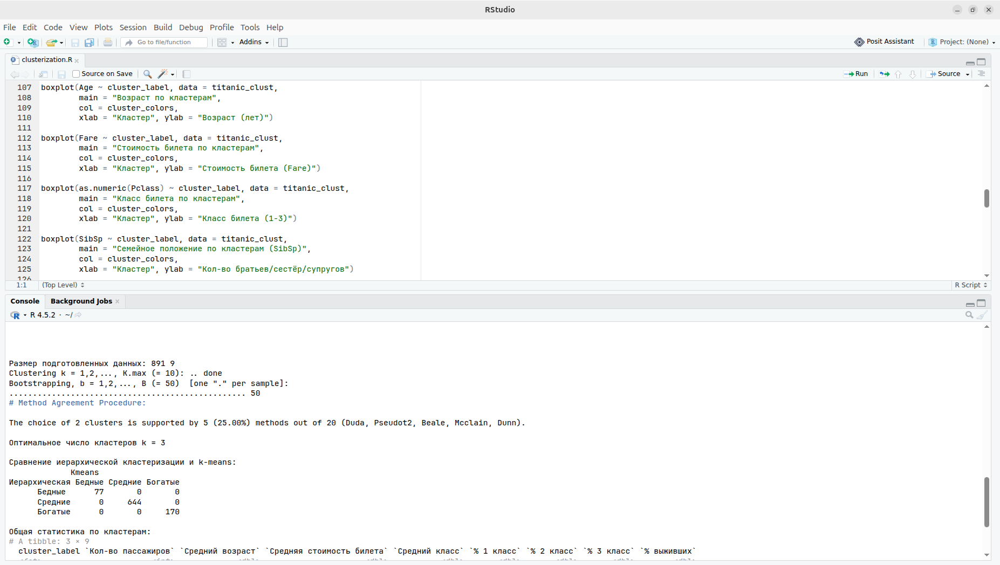 RStudio
File Edit Code View Plots Session Build Debug Profile Tools Help
Go to file/function Addins Posit Assistant Project: (None)
clusterization.R
Source on Save Run Source
107 boxplot(Age ~ cluster_label, data = titanic_clust,
108 main = "Возраст по кластерам",
109 col = cluster_colors,
110 xlab = "Кластер", ylab = "Возраст (лет)")
111
112 boxplot(Fare ~ cluster_label, data = titanic_clust,
113 main = "Стоимость билета по кластерам",
114 col = cluster_colors,
115 xlab = "Кластер", ylab = "Стоимость билета (Fare)")
116
117 boxplot(as.numeric(Pclass) ~ cluster_label, data = titanic_clust,
118 main = "Класс билета по кластерам",
119 col = cluster_colors,
120 xlab = "Кластер", ylab = "Класс билета (1-3)")
121
122 boxplot(SibSp ~ cluster_label, data = titanic_clust,
123 main = "Семейное положение по кластерам (SibSp)",
124 col = cluster_colors,
125 xlab = "Кластер", ylab = "Кол-во братьев/сестёр/супругов")
126
1:1 (Top Level) R Script
Console Background Jobs
R 4.5.2 · ~/
Размер подготовленных данных: 891 9
Clustering k = 1,2,..., K.max (= 10): .. done
Bootstrapping, b = 1,2,..., B (= 50)  [one "." per sample]:
.................................................. 50
# Method Agreement Procedure:
The choice of 2 clusters is supported by 5 (25.00%) methods out of 20 (Duda, Pseudot2, Beale, Mcclain, Dunn).
Оптимальное число кластеров k = 3
Сравнение иерархической кластеризации и k-means:
Kmeans
Иерархическая Бедные Средние Богатые
Бедные 77 0 0
Средние 0 644 0
Богатые 0 0 170
Общая статистика по кластерам:
# A tibble: 3 × 9
cluster_label `Кол-во пассажиров` `Средний возраст` `Средняя стоимость билета` `Средний класс` `% 1 класс` `% 2 класс` `% 3 класс` `% выживших`